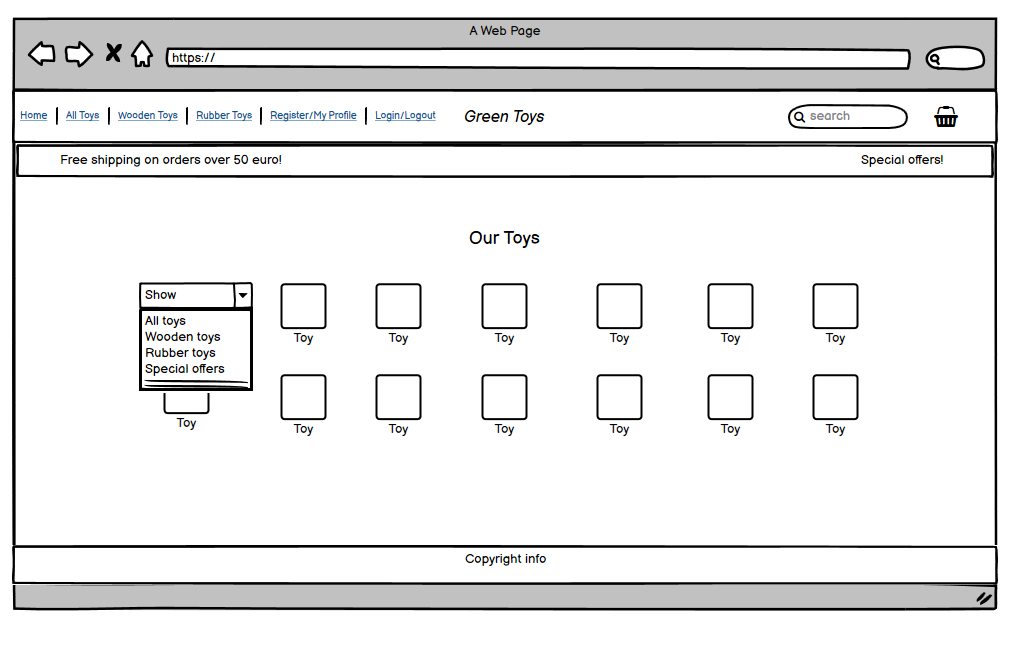 A Web Page
https://
Home All Toys Wooden Toys Rubber Toys Register/My Profile Login/Logout Green Toys search
Free shipping on orders over 50 euro! Special offers!
Our Toys
Show
All toys
Wooden toys
Rubber toys
Special offers
Toy Toy Toy Toy Toy Toy
Toy Toy Toy Toy Toy Toy Toy
Copyright info